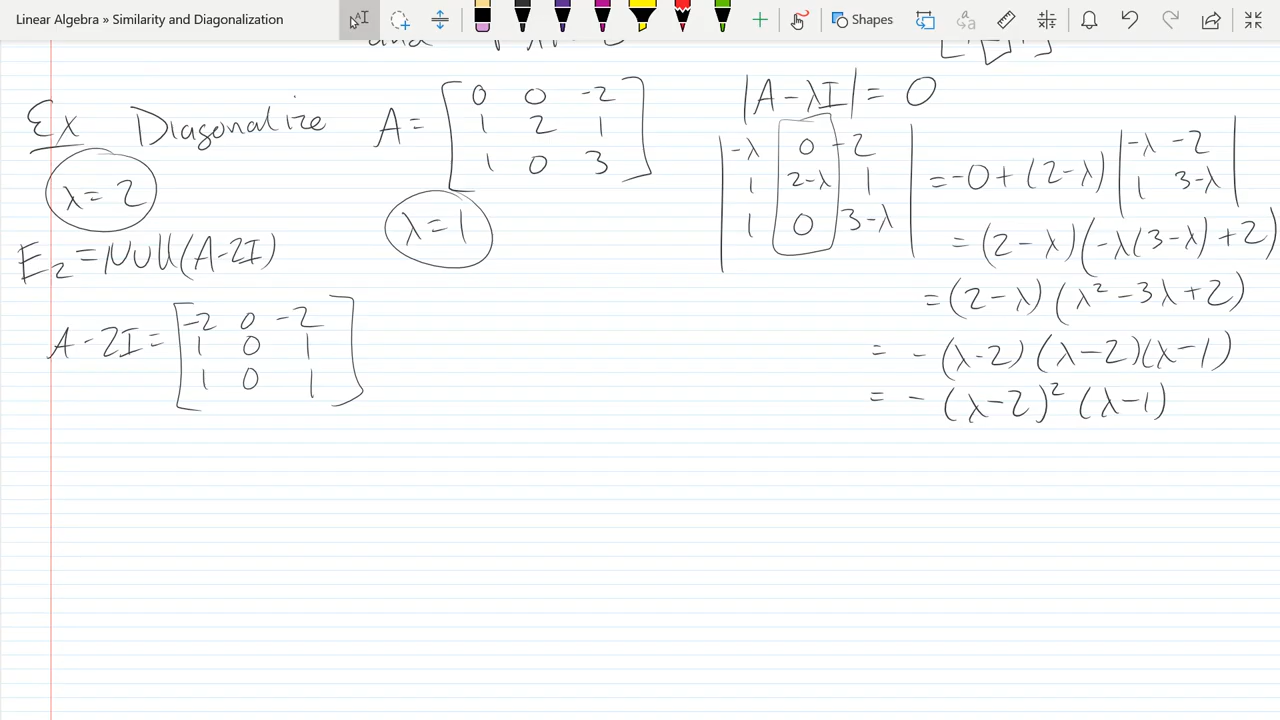 Linear Algebra » Similarity and Diagonalization
Shapes
and
Ex Diagonalize A = [0 0 -2
1 2 1
1 0 3]
λ = 2
λ = 1
E₂ = Null(A-2I)
A - 2I = [-2 0 -2
1 0 1
1 0 1]
|A - λI| = 0
|-λ 0 -2
1 2-λ 1
1 0 3-λ| = -0 + (2-λ) |-λ -2
1 3-λ|
= (2-λ)(-λ(3-λ)+2)
= (2-λ)(λ² - 3λ + 2)
= -(λ-2)(λ-2)(λ-1)
= -(λ-2)²(λ-1)